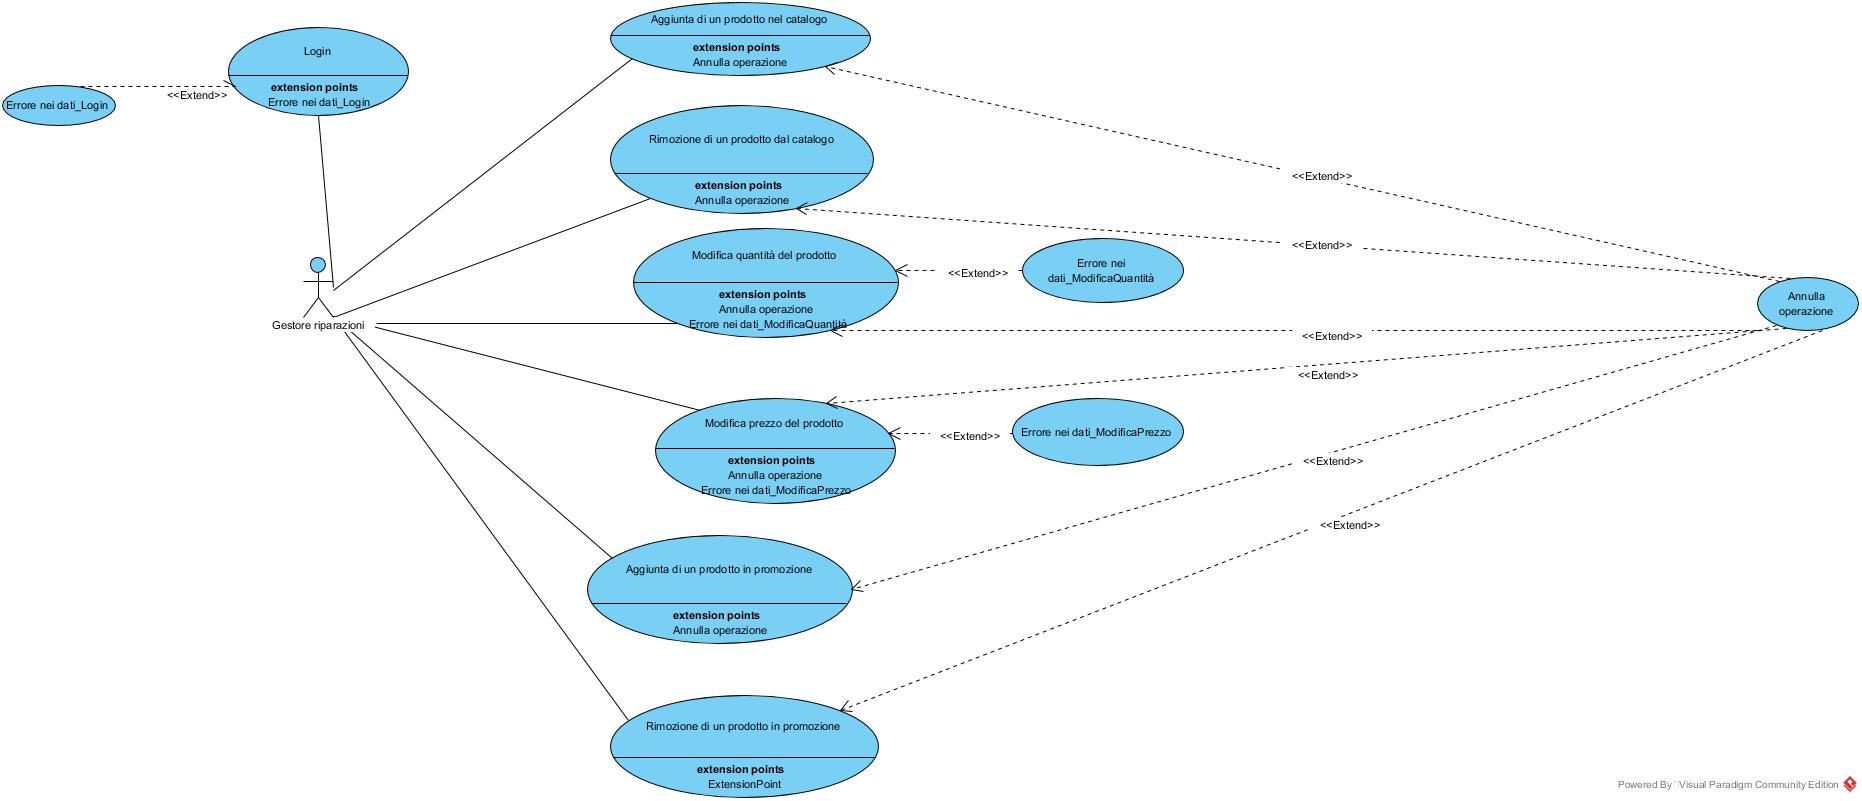 Aggiunta di un prodotto nel catalogo
extension points
Annulla operazione
Login
extension points
Errore nei dati_Login
<<Extend>>
Errore nei dati_Login
Rimozione di un prodotto dal catalogo
extension points
Annulla operazione
<<Extend>>
<<Extend>>
Modifica quantità del prodotto
extension points
Annulla operazione
Errore nei dati_ModificaQuantità
<<Extend>>
Errore nei
dati_ModificaQuantità
Annulla
operazione
Gestore riparazioni
<<Extend>>
<<Extend>>
Modifica prezzo del prodotto
extension points
Annulla operazione
Errore nei dati_ModificaPrezzo
<<Extend>>
Errore nei dati_ModificaPrezzo
<<Extend>>
<<Extend>>
Aggiunta di un prodotto in promozione
extension points
Annulla operazione
Rimozione di un prodotto in promozione
extension points
ExtensionPoint
Powered By Visual Paradigm Community Edition